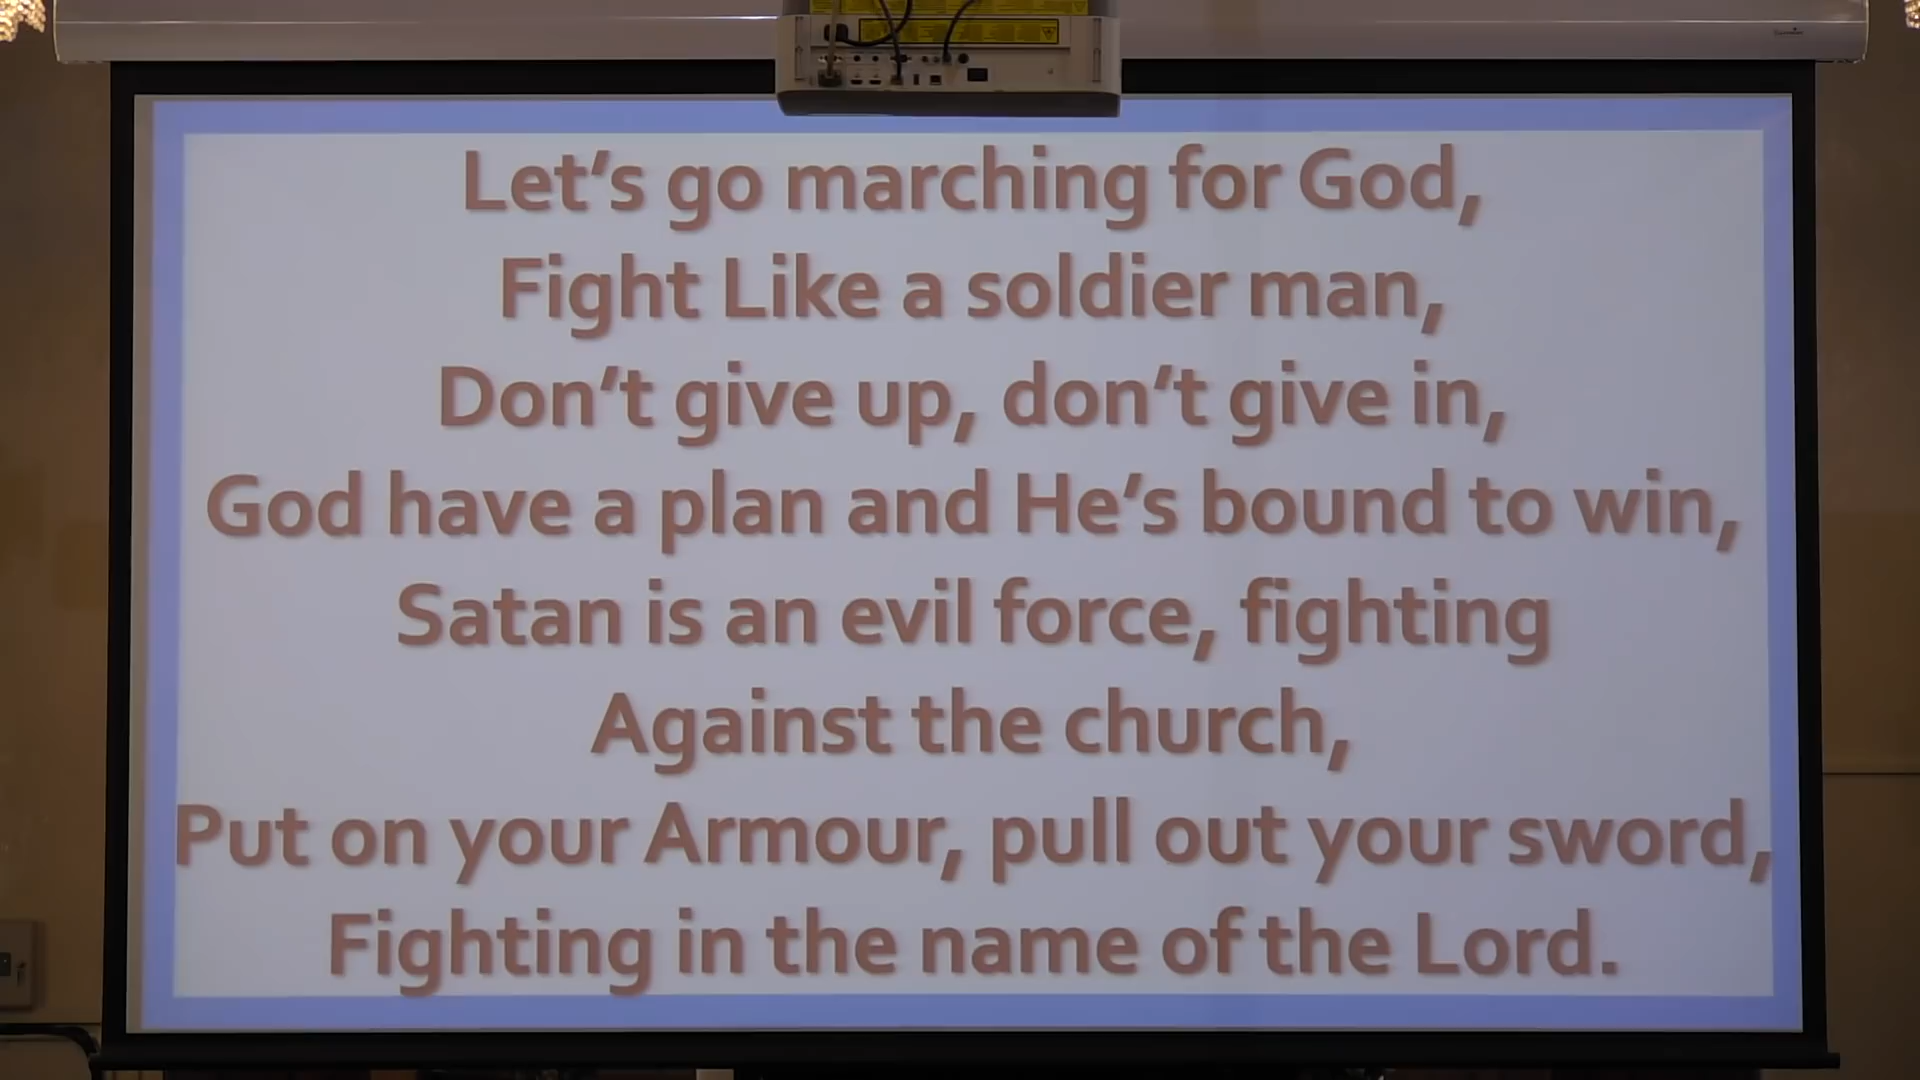 Let’s go marching for God,
Fight Like a soldier man,
Don’t give up, don’t give in,
God have a plan and He’s bound to win,
Satan is an evil force, fighting
Against the church,
Put on your Armour, pull out your sword,
Fighting in the name of the Lord.